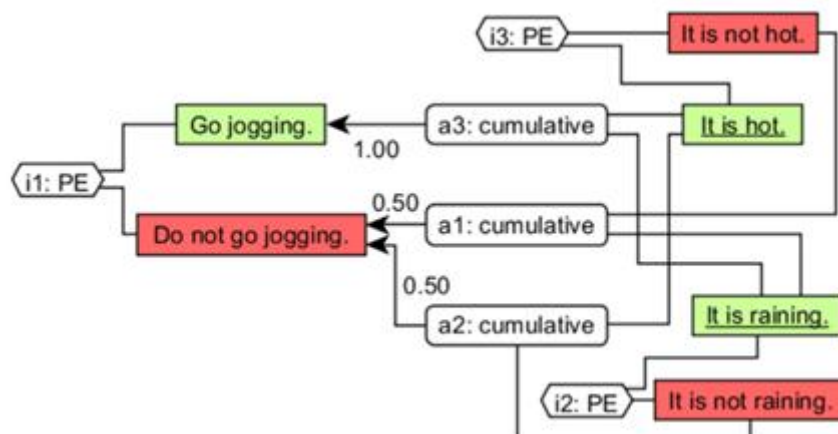 i3: PE
It is not hot.
Go jogging.
a3: cumulative
It is hot.
1.00
i1: PE
0.50
Do not go jogging.
a1: cumulative
0.50
It is raining.
a2: cumulative
i2: PE
It is not raining.